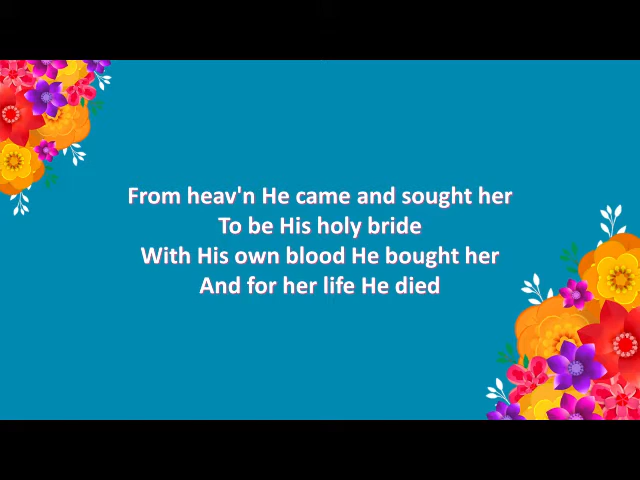 From heav'n He came and sought her
To be His holy bride
With His own blood He bought her
And for her life He died